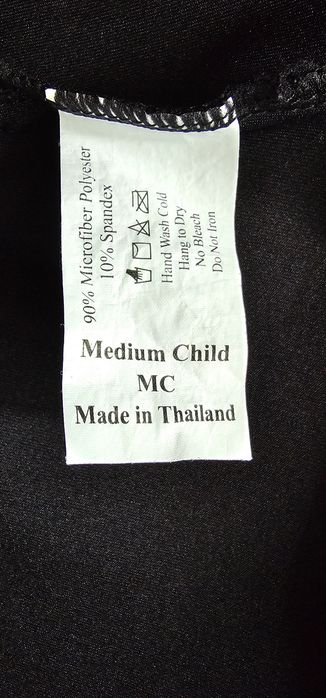 90% Microfiber Polyester
10% Spandex
Hand Wash Cold
Hang to Dry
No Bleach
Do Not Iron
Medium Child
MC
Made in Thailand